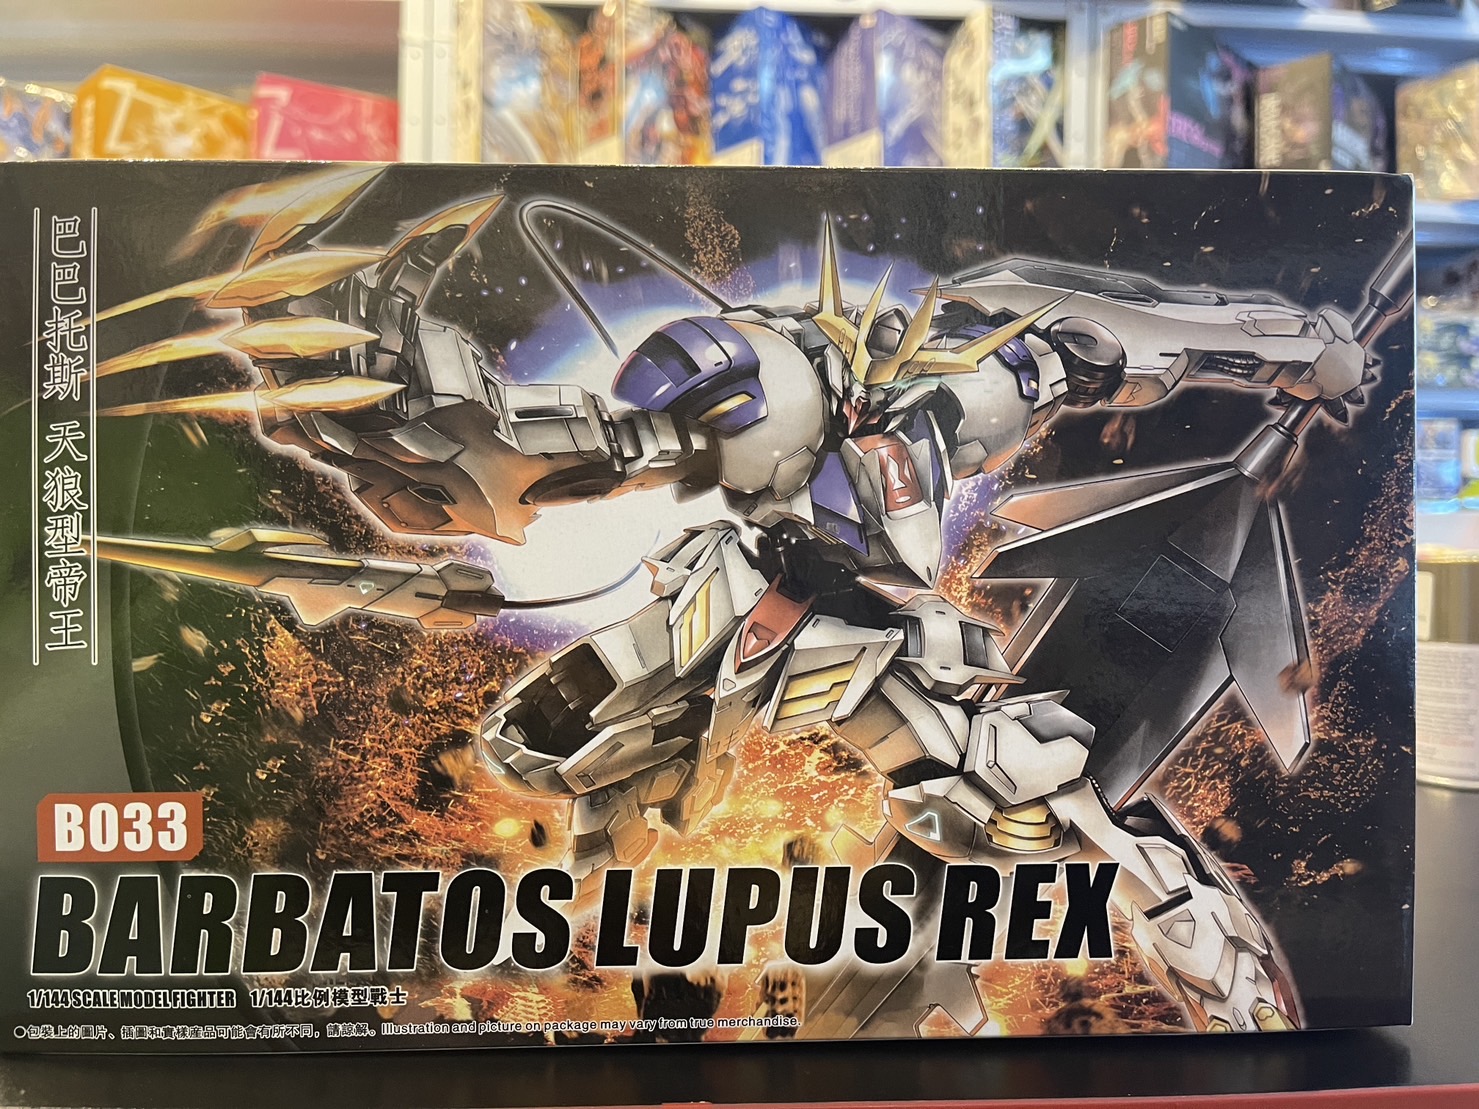 巴巴托斯 天狼型帝王
B033
BARBATOS LUPUS REX
1/144 SCALE MODEL FIGHTER 1/144比例模型戰士
○包裝上的圖片、插圖和實樣産品可能會有所不同，請諒解。Illustration and picture on package may vary from true merchandise.